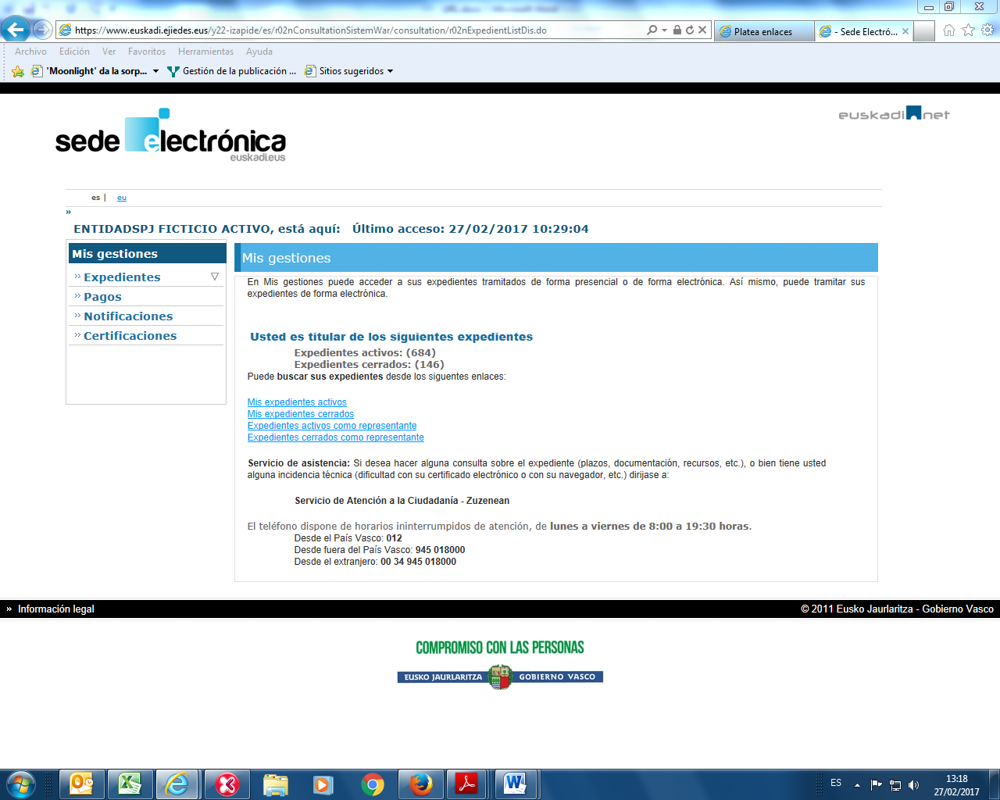 https://www.euskadi.ejiedes.eus/y22-izapide/es/r02nConsultationSistemWar/consultation/r02nExpedientListDis.do
Platea enlaces
- Sede Electró...
Archivo Edición Ver Favoritos Herramientas Ayuda
'Moonlight' da la sorp... Gestión de la publicación ... Sitios sugeridos
sede electrónica
euskadi.eus
euskadi.net
es | eu
»
ENTIDADSPJ FICTICIO ACTIVO, está aquí: Último acceso: 27/02/2017 10:29:04
Mis gestiones
Expedientes
Pagos
Notificaciones
Certificaciones
Mis gestiones
En Mis gestiones puede acceder a sus expedientes tramitados de forma presencial o de forma electrónica. Así mismo, puede tramitar sus
expedientes de forma electrónica.
Usted es titular de los siguientes expedientes
Expedientes activos: (684)
Expedientes cerrados: (146)
Puede buscar sus expedientes desde los siguentes enlaces:
Mis expedientes activos
Mis expedientes cerrados
Expedientes activos como representante
Expedientes cerrados como representante
Servicio de asistencia: Si desea hacer alguna consulta sobre el expediente (plazos, documentación, recursos, etc.), o bien tiene usted
alguna incidencia técnica (dificultad con su certificado electrónico o con su navegador, etc.) dirijase a:
Servicio de Atención a la Ciudadanía - Zuzenean
El teléfono dispone de horarios ininterrumpidos de atención, de lunes a viernes de 8:00 a 19:30 horas.
Desde el País Vasco: 012
Desde fuera del País Vasco: 945 018000
Desde el extranjero: 00 34 945 018000
» Información legal
© 2011 Eusko Jaurlaritza - Gobierno Vasco
COMPROMISO CON LAS PERSONAS
EUSKO JAURLARITZA GOBIERNO VASCO
ES
13:18
27/02/2017